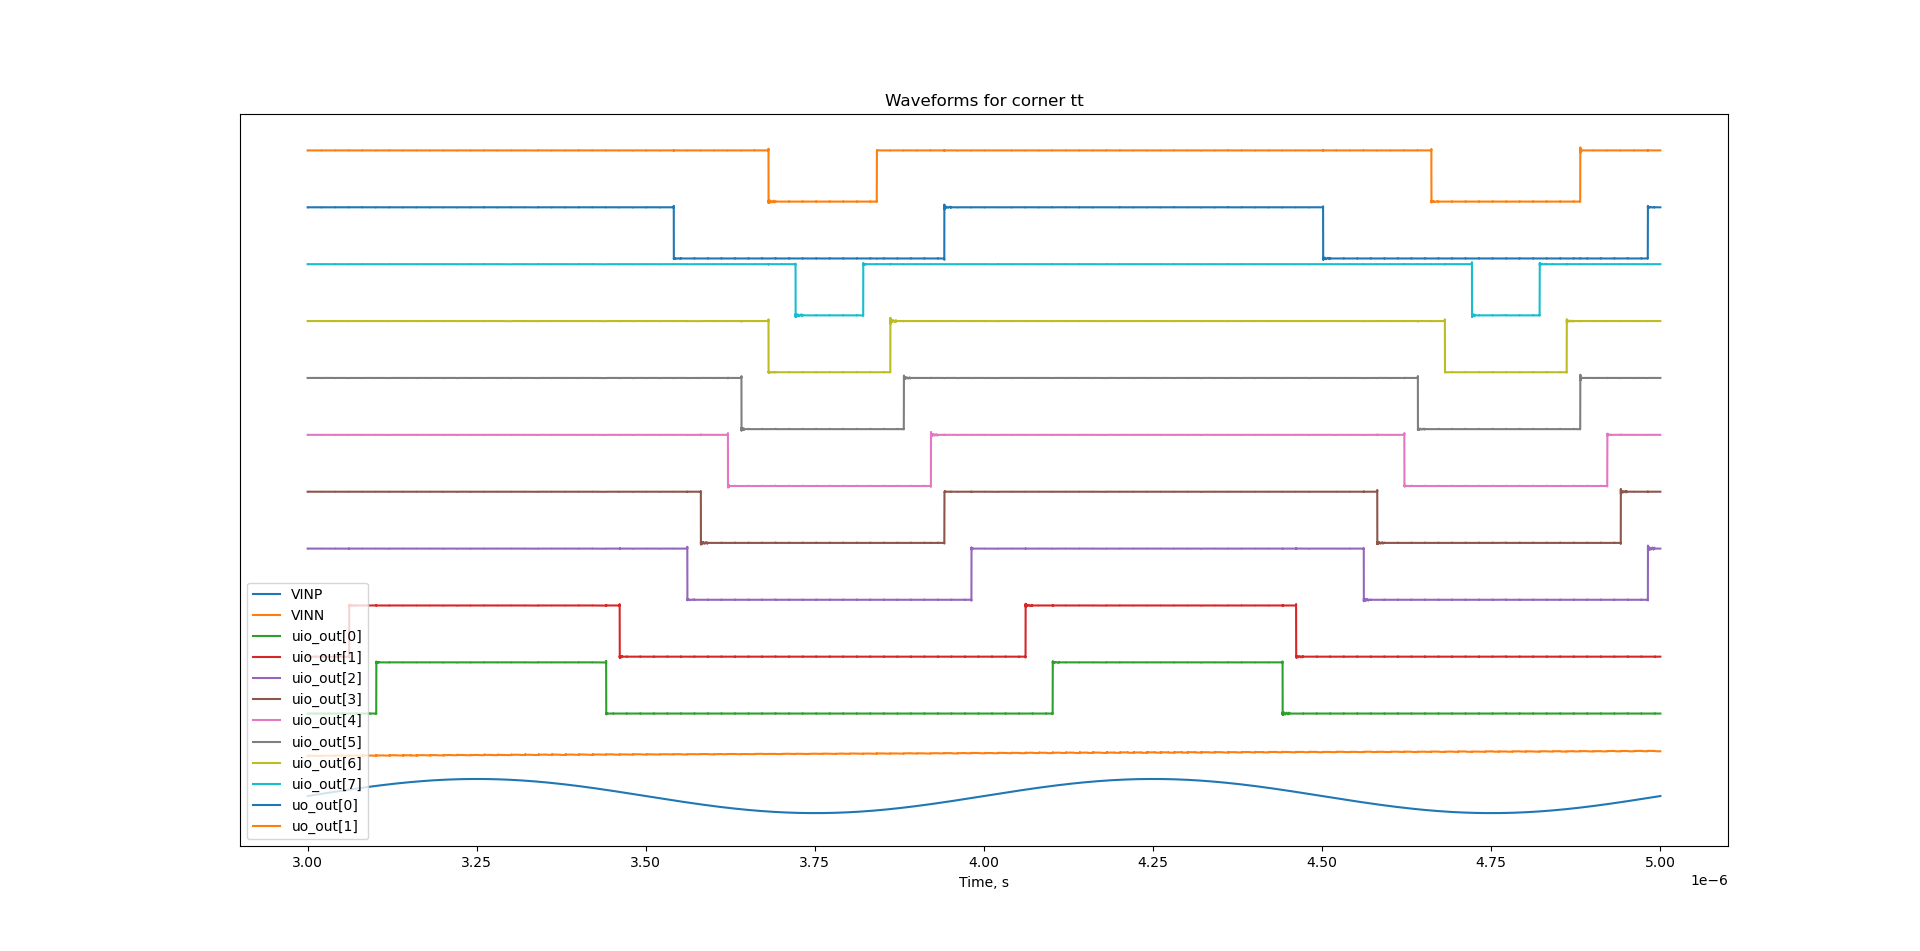 Waveforms for corner tt
VINP
VINN
uio_out[0]
uio_out[1]
uio_out[2]
uio_out[3]
uio_out[4]
uio_out[5]
uio_out[6]
uio_out[7]
uo_out[0]
uo_out[1]
3.00 3.25 3.50 3.75 4.00 4.25 4.50 4.75 5.00
Time, s
1e−6